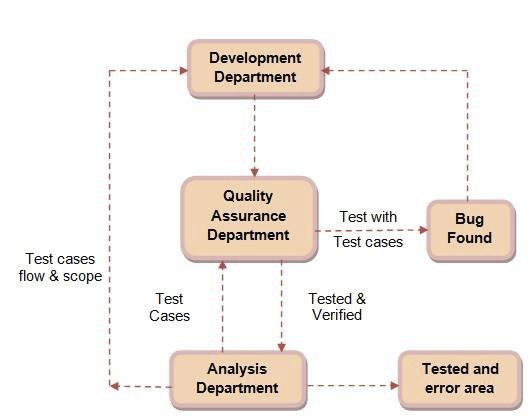 Development
Department
Quality
Assurance
Department
Test with
Test cases
Bug
Found
Test cases
flow & scope
Test
Cases
Tested &
Verified
Analysis
Department
Tested and
error area